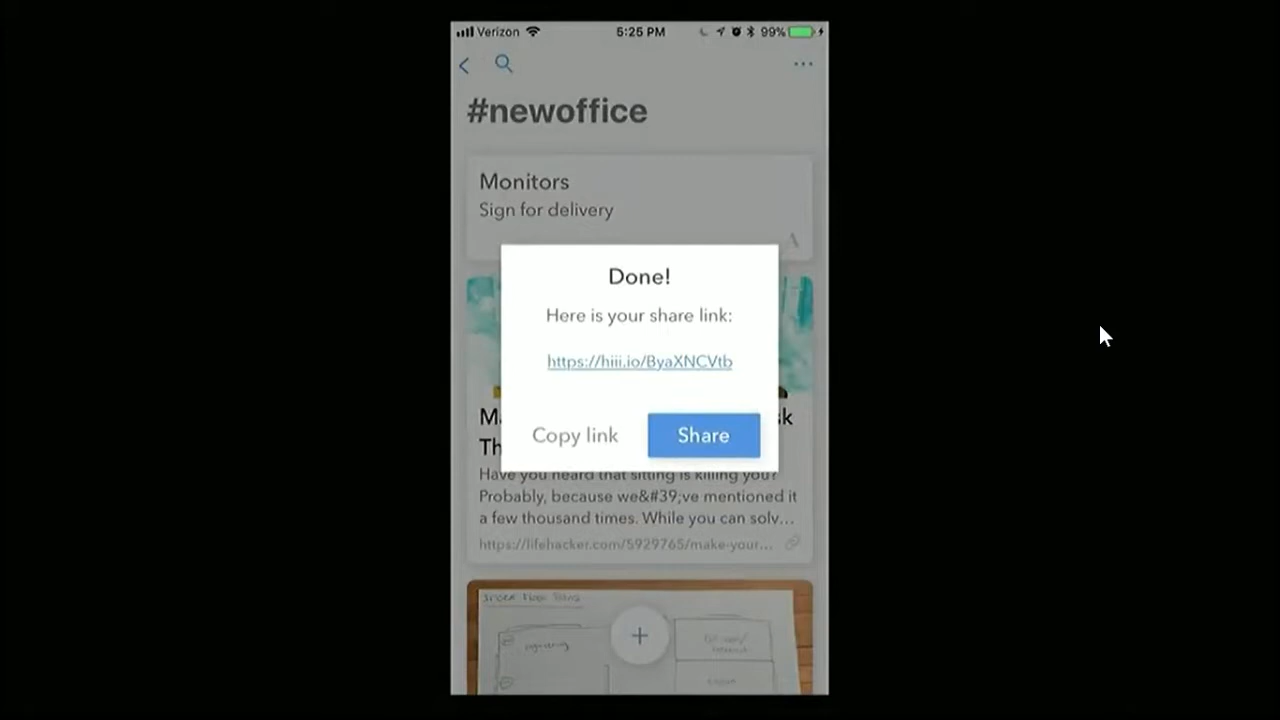 Verizon 5:25 PM 99%
#newoffice
Monitors
Sign for delivery
A
Done!
Here is your share link:
https://hiii.io/ByaXNCVtb
Copy link Share
Have you heard that sitting is killing you?
Probably, because we&#39;ve mentioned it
a few thousand times. While you can solv...
https://lifehacker.com/5929765/make-your...